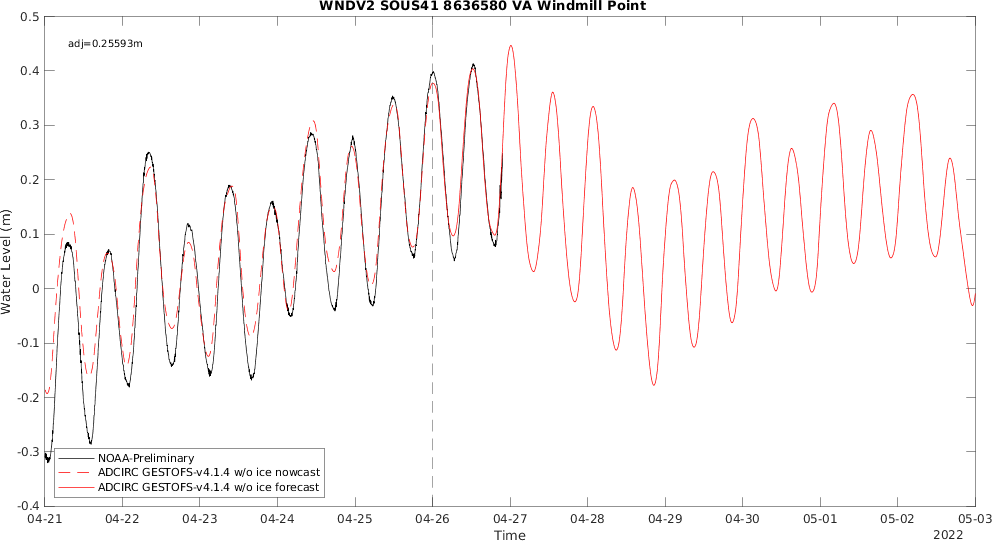 WNDV2 SOUS41 8636580 VA Windmill Point
adj=0.25593m
0.5
0.4
0.3
0.2
0.1
0
-0.1
-0.2
-0.3
-0.4
Water Level (m)
NOAA-Preliminary
ADCIRC GESTOFS-v4.1.4 w/o ice nowcast
ADCIRC GESTOFS-v4.1.4 w/o ice forecast
04-21 04-22 04-23 04-24 04-25 04-26 04-27 04-28 04-29 04-30 05-01 05-02 05-03
Time
2022